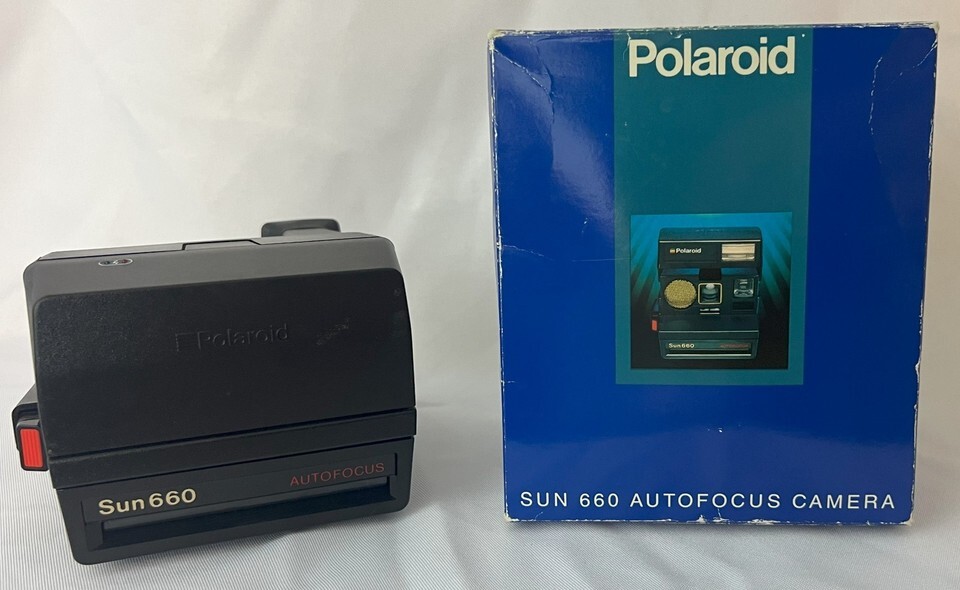 Polaroid
AUTOFOCUS
Sun 660
Polaroid
Polaroid
Sun 660
SUN 660 AUTOFOCUS CAMERA